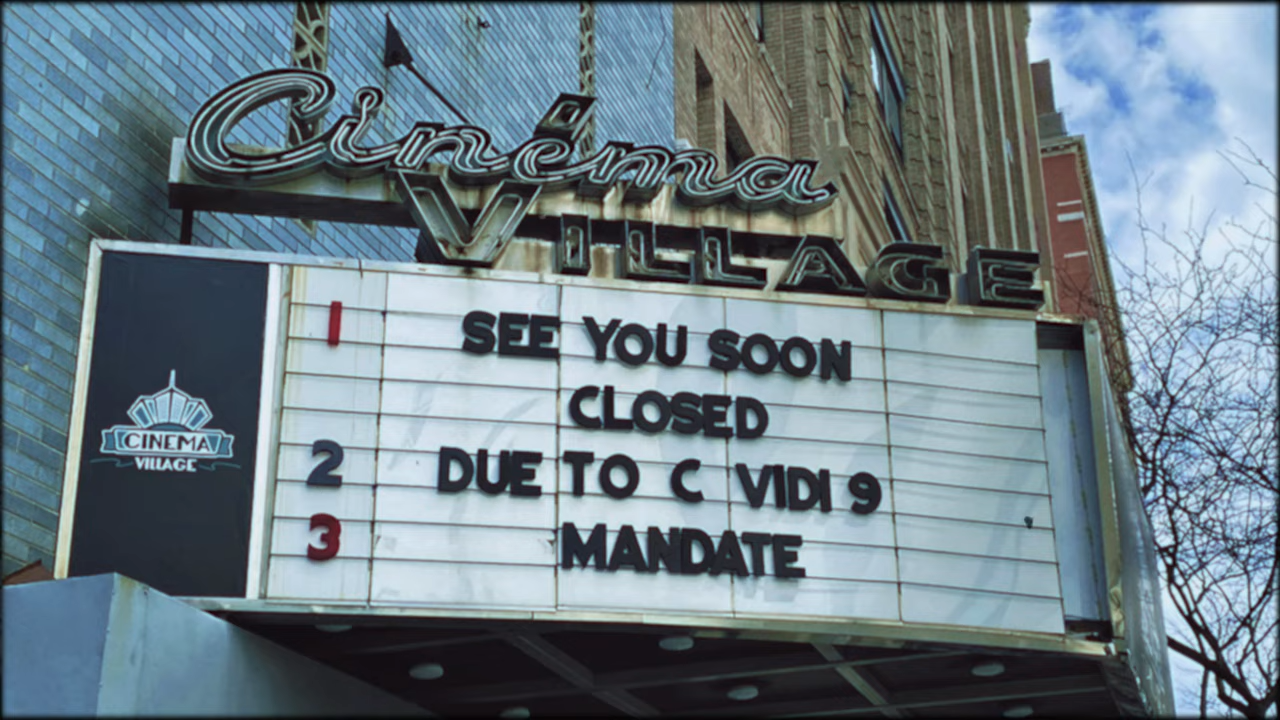 Cinéma
VILLAGE
1 SEE YOU SOON
CLOSED
2 DUE TO C VIDI 9
3 MANDATE
CINEMA
VILLAGE